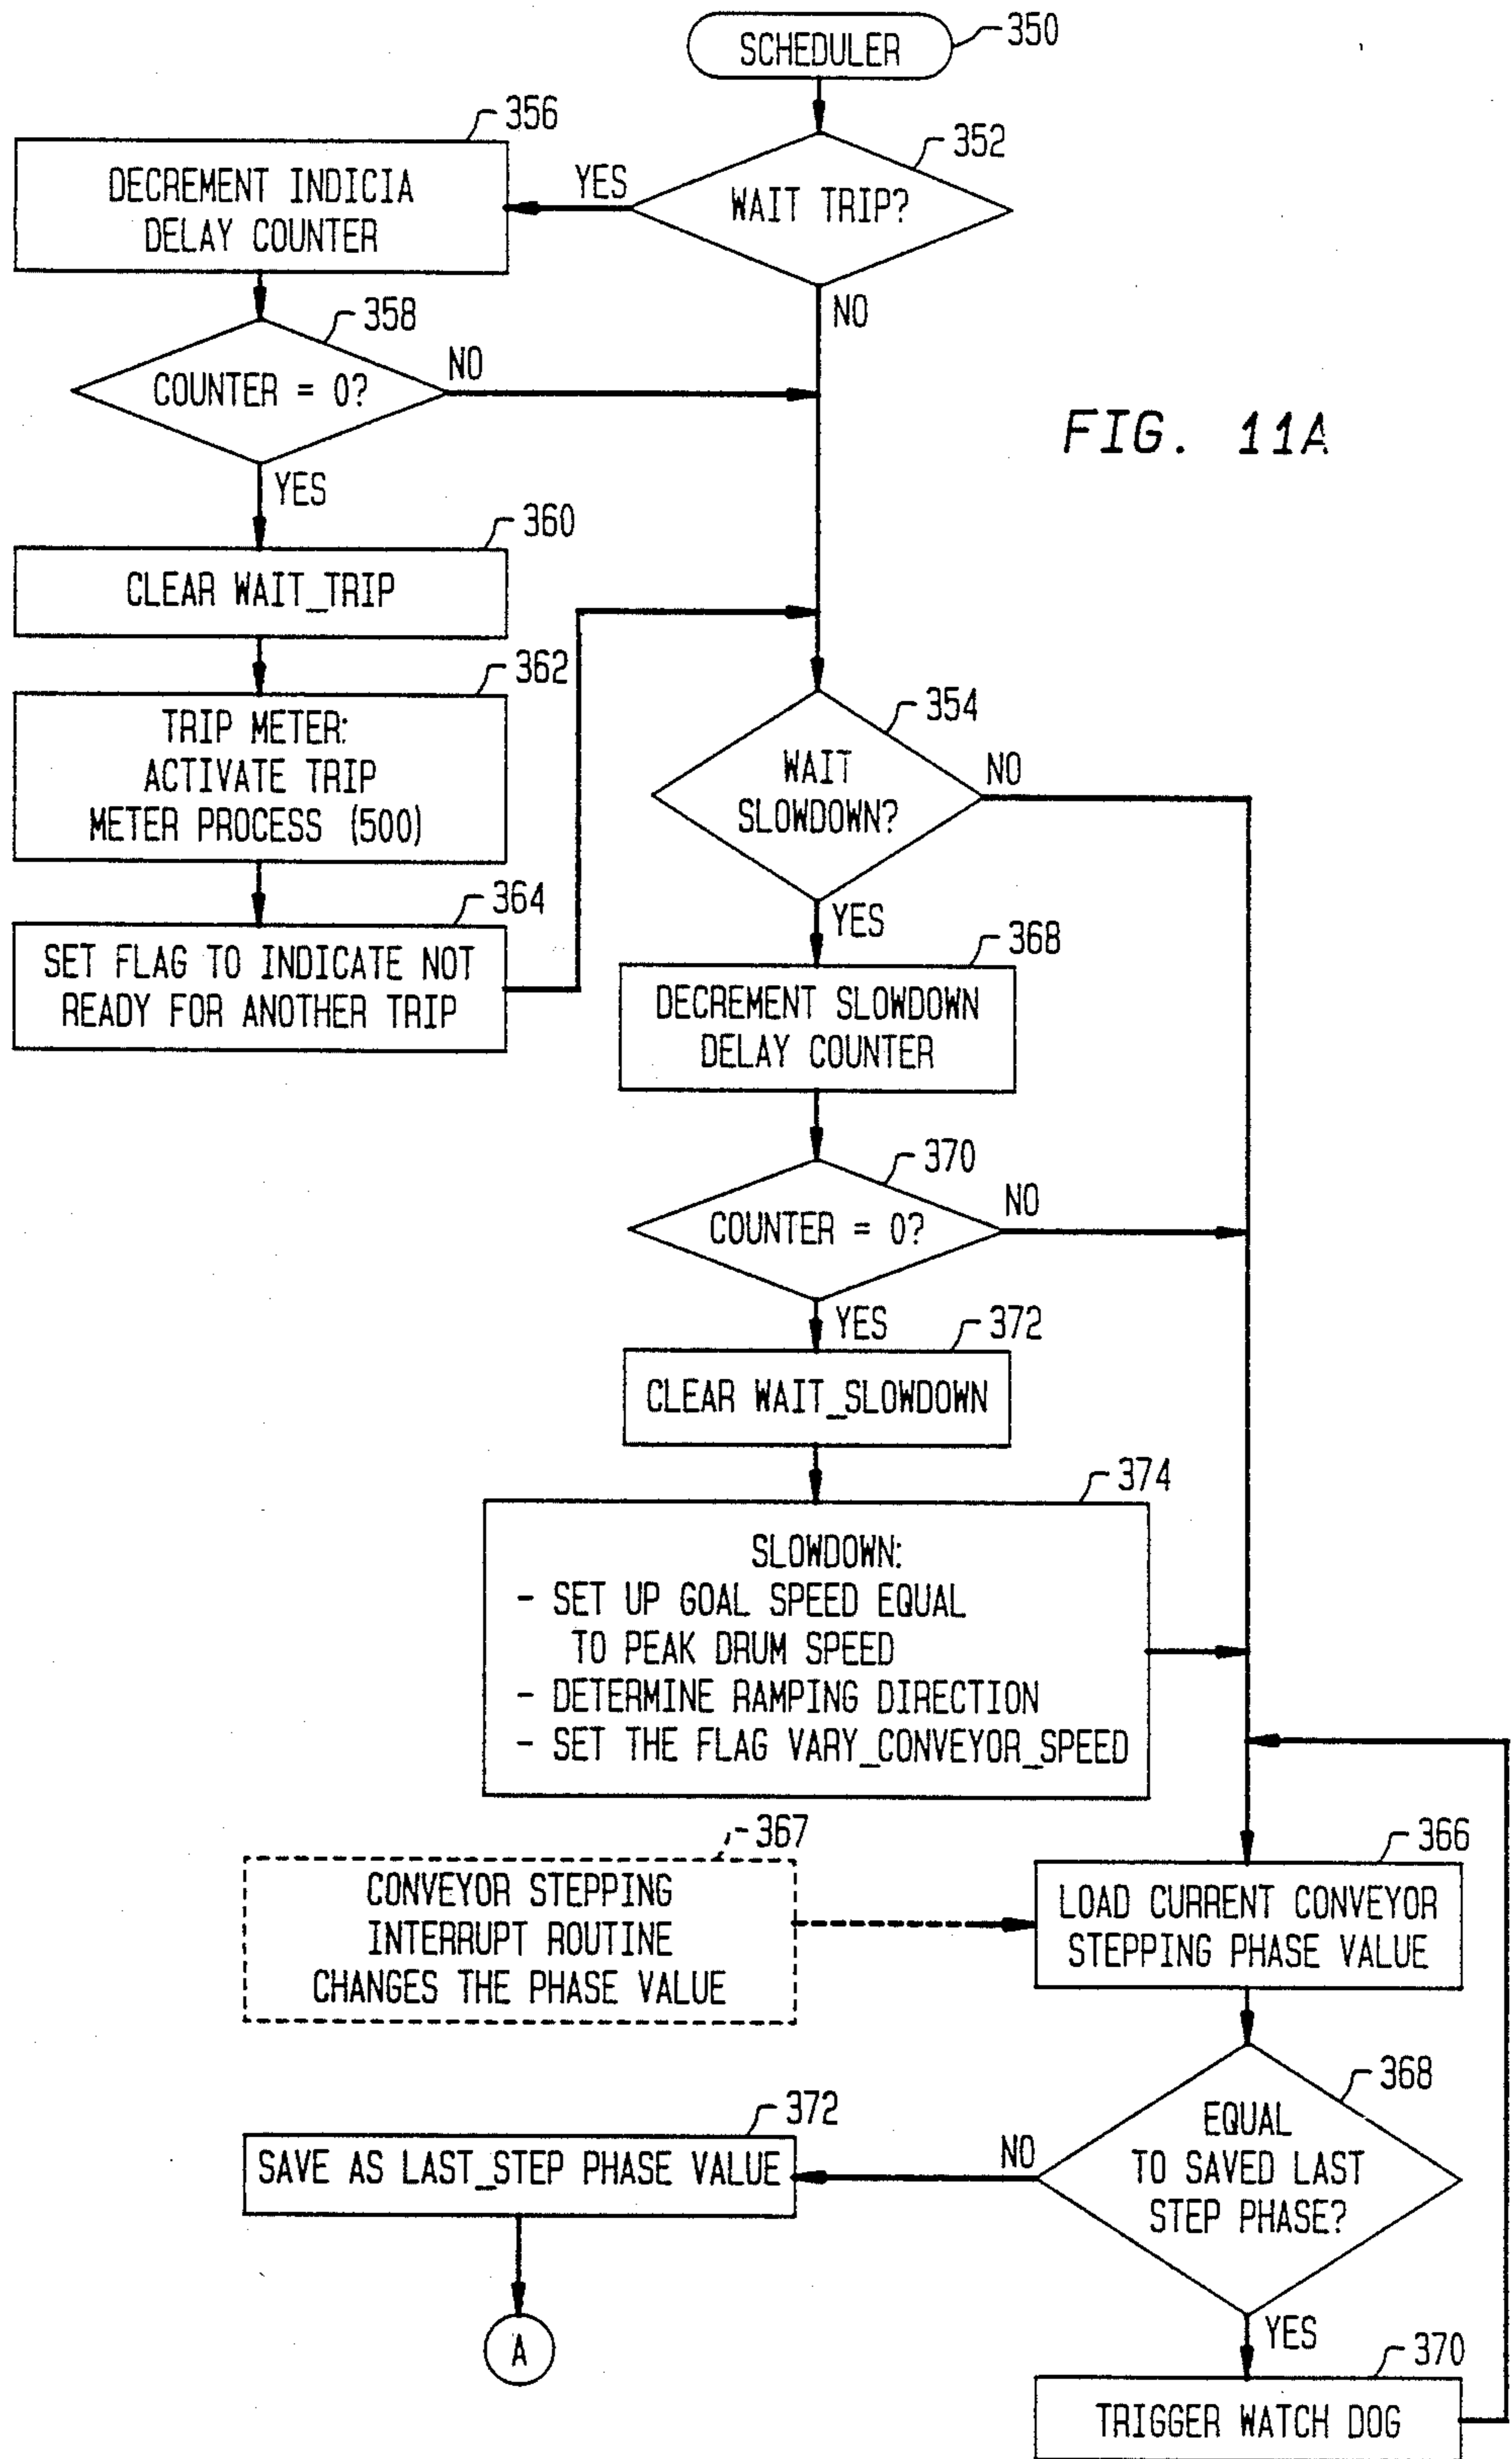 SCHEDULER
350
352
WAIT TRIP?
YES
NO
356
DECREMENT INDICIA
DELAY COUNTER
358
COUNTER = 0?
NO
YES
FIG. 11A
360
CLEAR WAIT_TRIP
362
TRIP METER:
ACTIVATE TRIP
METER PROCESS (500)
364
SET FLAG TO INDICATE NOT
READY FOR ANOTHER TRIP
354
WAIT
SLOWDOWN?
NO
YES
368
DECREMENT SLOWDOWN
DELAY COUNTER
370
COUNTER = 0?
NO
YES
372
CLEAR WAIT_SLOWDOWN
374
SLOWDOWN:
- SET UP GOAL SPEED EQUAL
TO PEAK DRUM SPEED
- DETERMINE RAMPING DIRECTION
- SET THE FLAG VARY_CONVEYOR_SPEED
367
CONVEYOR STEPPING
INTERRUPT ROUTINE
CHANGES THE PHASE VALUE
366
LOAD CURRENT CONVEYOR
STEPPING PHASE VALUE
368
EQUAL
TO SAVED LAST
STEP PHASE?
NO
YES
372
SAVE AS LAST_STEP PHASE VALUE
A
370
TRIGGER WATCH DOG